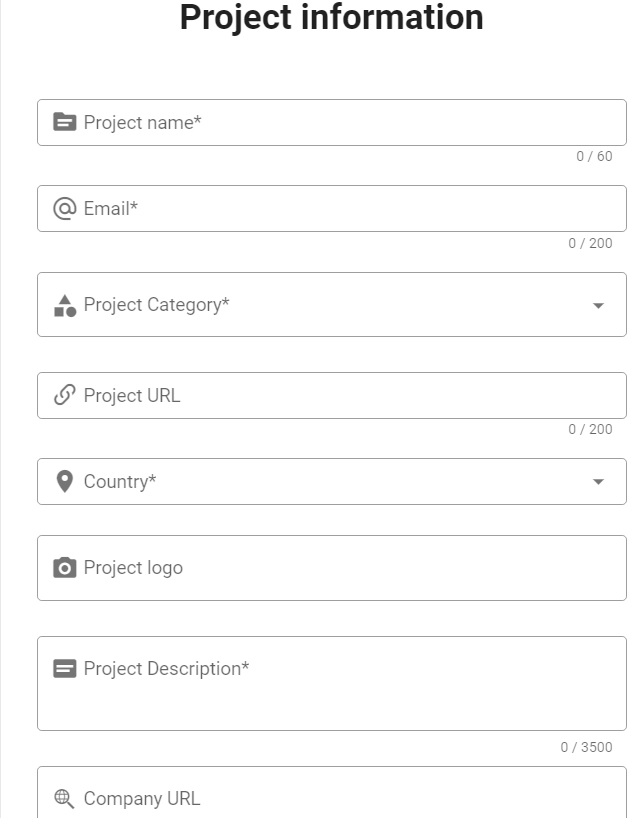 Project information
Project name*
0 / 60
Email*
0 / 200
Project Category*
Project URL
0 / 200
Country*
Project logo
Project Description*
0 / 3500
Company URL